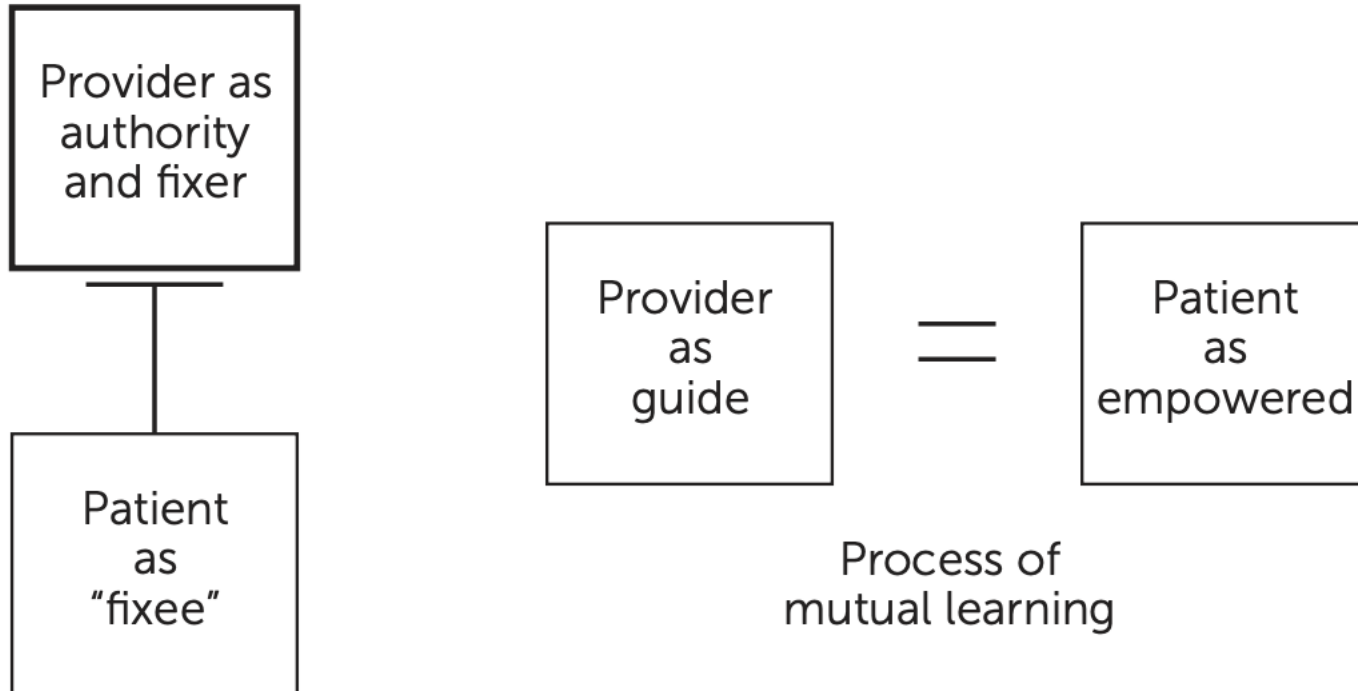 Provider as
authority
and fixer
Patient
as
“fixee”
Provider
as
guide
=
Patient
as
empowered
Process of
mutual learning